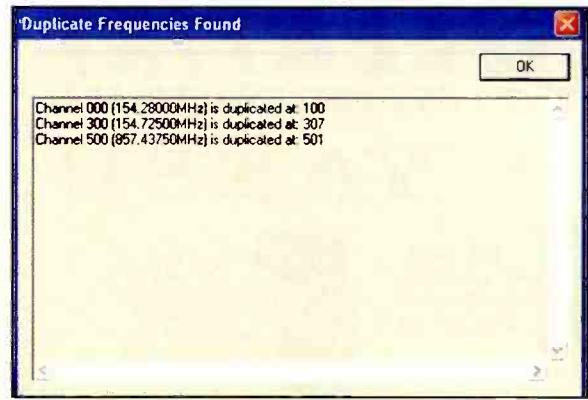 Duplicate Frequencies Found
OK
Channel 000 (154.28000MHz) is duplicated at: 100
Channel 300 (154.72500MHz) is duplicated at: 307
Channel 500 (857.43750MHz) is duplicated at: 501